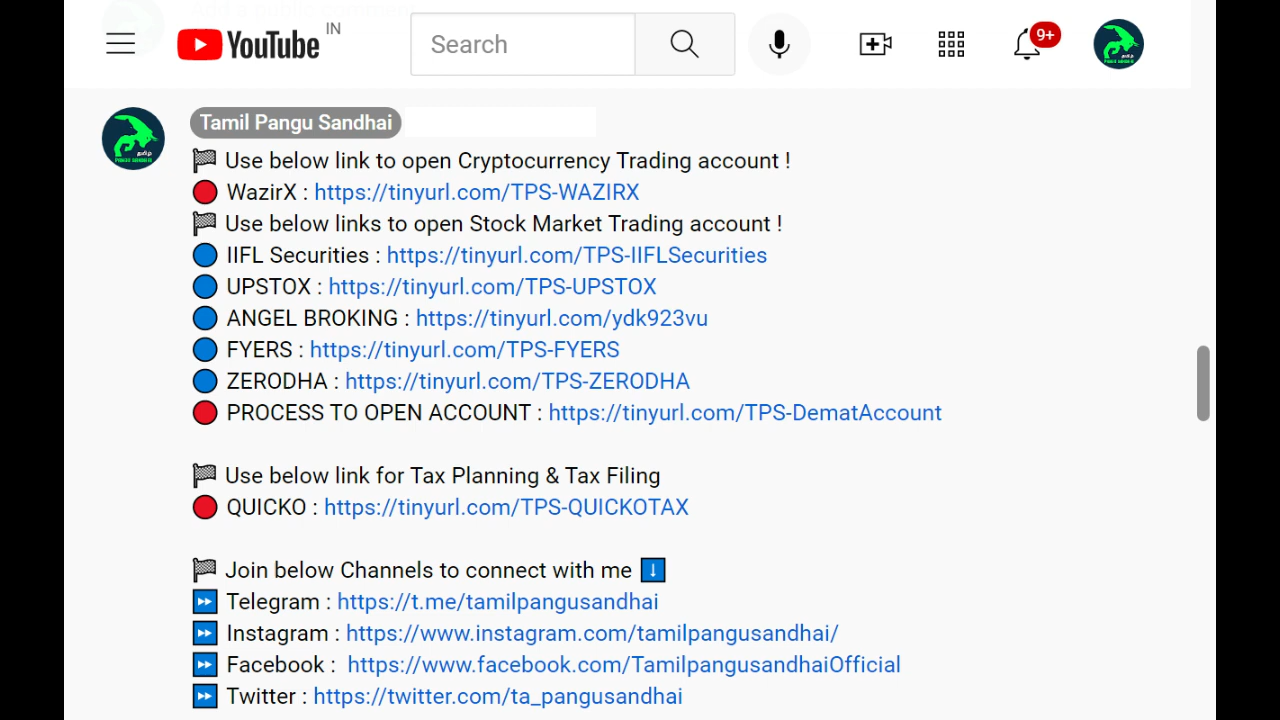 YouTube IN
Search
9+
Tamil Pangu Sandhai
Use below link to open Cryptocurrency Trading account !
WazirX : https://tinyurl.com/TPS-WAZIRX
Use below links to open Stock Market Trading account !
IIFL Securities : https://tinyurl.com/TPS-IIFLSecurities
UPSTOX : https://tinyurl.com/TPS-UPSTOX
ANGEL BROKING : https://tinyurl.com/ydk923vu
FYERS : https://tinyurl.com/TPS-FYERS
ZERODHA : https://tinyurl.com/TPS-ZERODHA
PROCESS TO OPEN ACCOUNT : https://tinyurl.com/TPS-DematAccount
Use below link for Tax Planning & Tax Filing
QUICKO : https://tinyurl.com/TPS-QUICKOTAX
Join below Channels to connect with me
Telegram : https://t.me/tamilpangusandhai
Instagram : https://www.instagram.com/tamilpangusandhai/
Facebook : https://www.facebook.com/TamilpangusandhaiOfficial
Twitter : https://twitter.com/ta_pangusandhai